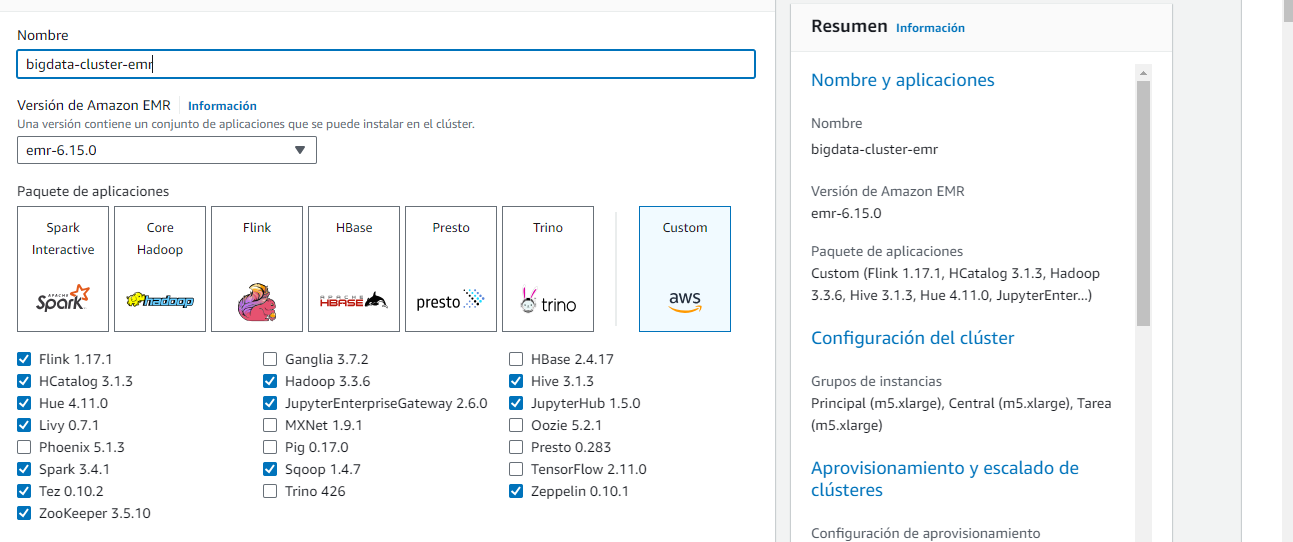 Nombre
bigdata-cluster-emr
Versión de Amazon EMR Información
Una versión contiene un conjunto de aplicaciones que se puede instalar en el clúster.
emr-6.15.0
Paquete de aplicaciones
Spark
Interactive
APACHE
Spark
Core
Hadoop
hadoop
Flink
HBase
APACHE
HBASE
Presto
presto
Trino
trino
Custom
aws
Flink 1.17.1
Ganglia 3.7.2
HBase 2.4.17
HCatalog 3.1.3
Hadoop 3.3.6
Hive 3.1.3
Hue 4.11.0
JupyterEnterpriseGateway 2.6.0
JupyterHub 1.5.0
Livy 0.7.1
MXNet 1.9.1
Oozie 5.2.1
Phoenix 5.1.3
Pig 0.17.0
Presto 0.283
Spark 3.4.1
Sqoop 1.4.7
TensorFlow 2.11.0
Tez 0.10.2
Trino 426
Zeppelin 0.10.1
ZooKeeper 3.5.10
Resumen Información
Nombre y aplicaciones
Nombre
bigdata-cluster-emr
Versión de Amazon EMR
emr-6.15.0
Paquete de aplicaciones
Custom (Flink 1.17.1, HCatalog 3.1.3, Hadoop
3.3.6, Hive 3.1.3, Hue 4.11.0, JupyterEnter...)
Configuración del clúster
Grupos de instancias
Principal (m5.xlarge), Central (m5.xlarge), Tarea
(m5.xlarge)
Aprovisionamiento y escalado de
clústeres
Configuración de aprovisionamiento